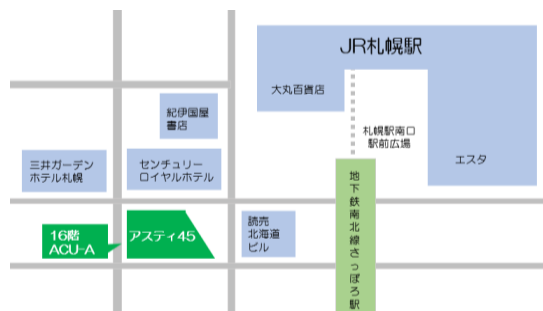 JR札幌駅
大丸百貨店
紀伊国屋
書店
札幌駅南口
駅前広場
エスタ
三井ガーデン
ホテル札幌
センチュリー
ロイヤルホテル
地下鉄南北線さっぽろ駅
読売
北海道
ビル
アスティ45
16階
ACU-A